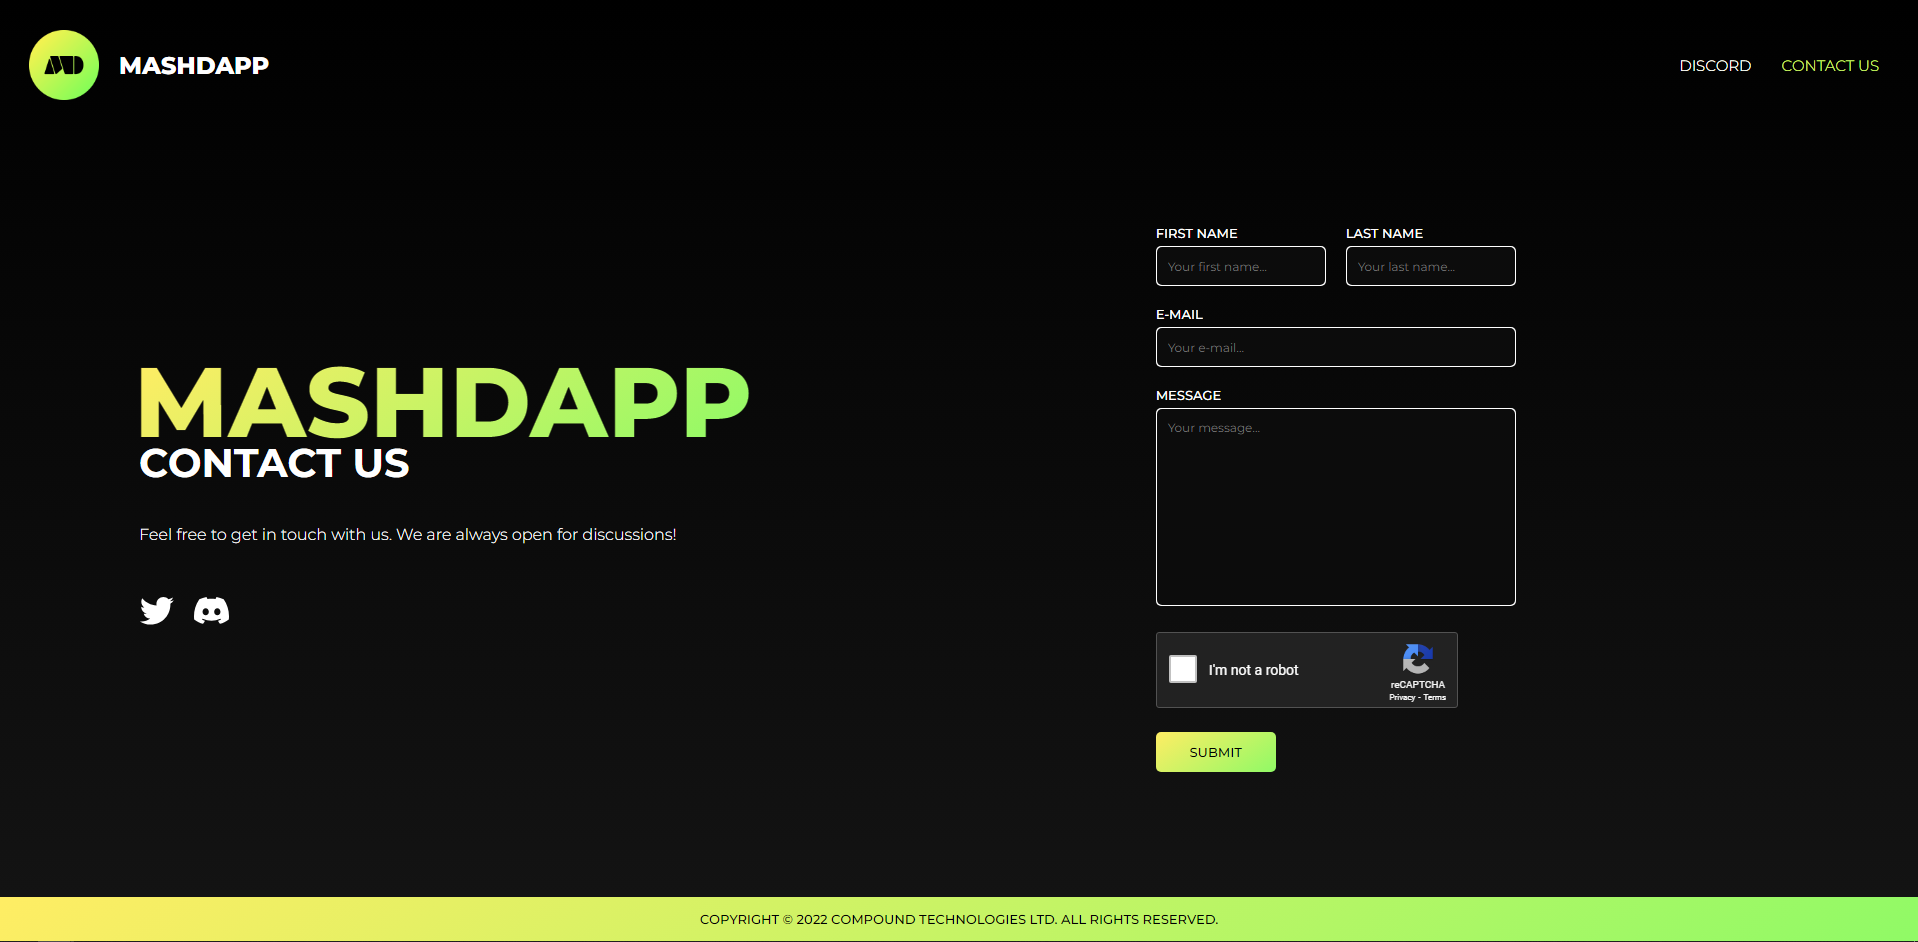 MD
MASHDAPP
DISCORD
CONTACT US
MASHDAPP
CONTACT US
Feel free to get in touch with us. We are always open for discussions!
FIRST NAME
LAST NAME
Your first name...
Your last name...
E-MAIL
Your e-mail...
MESSAGE
Your message...
I'm not a robot
reCAPTCHA
Privacy - Terms
SUBMIT
COPYRIGHT © 2022 COMPOUND TECHNOLOGIES LTD. ALL RIGHTS RESERVED.